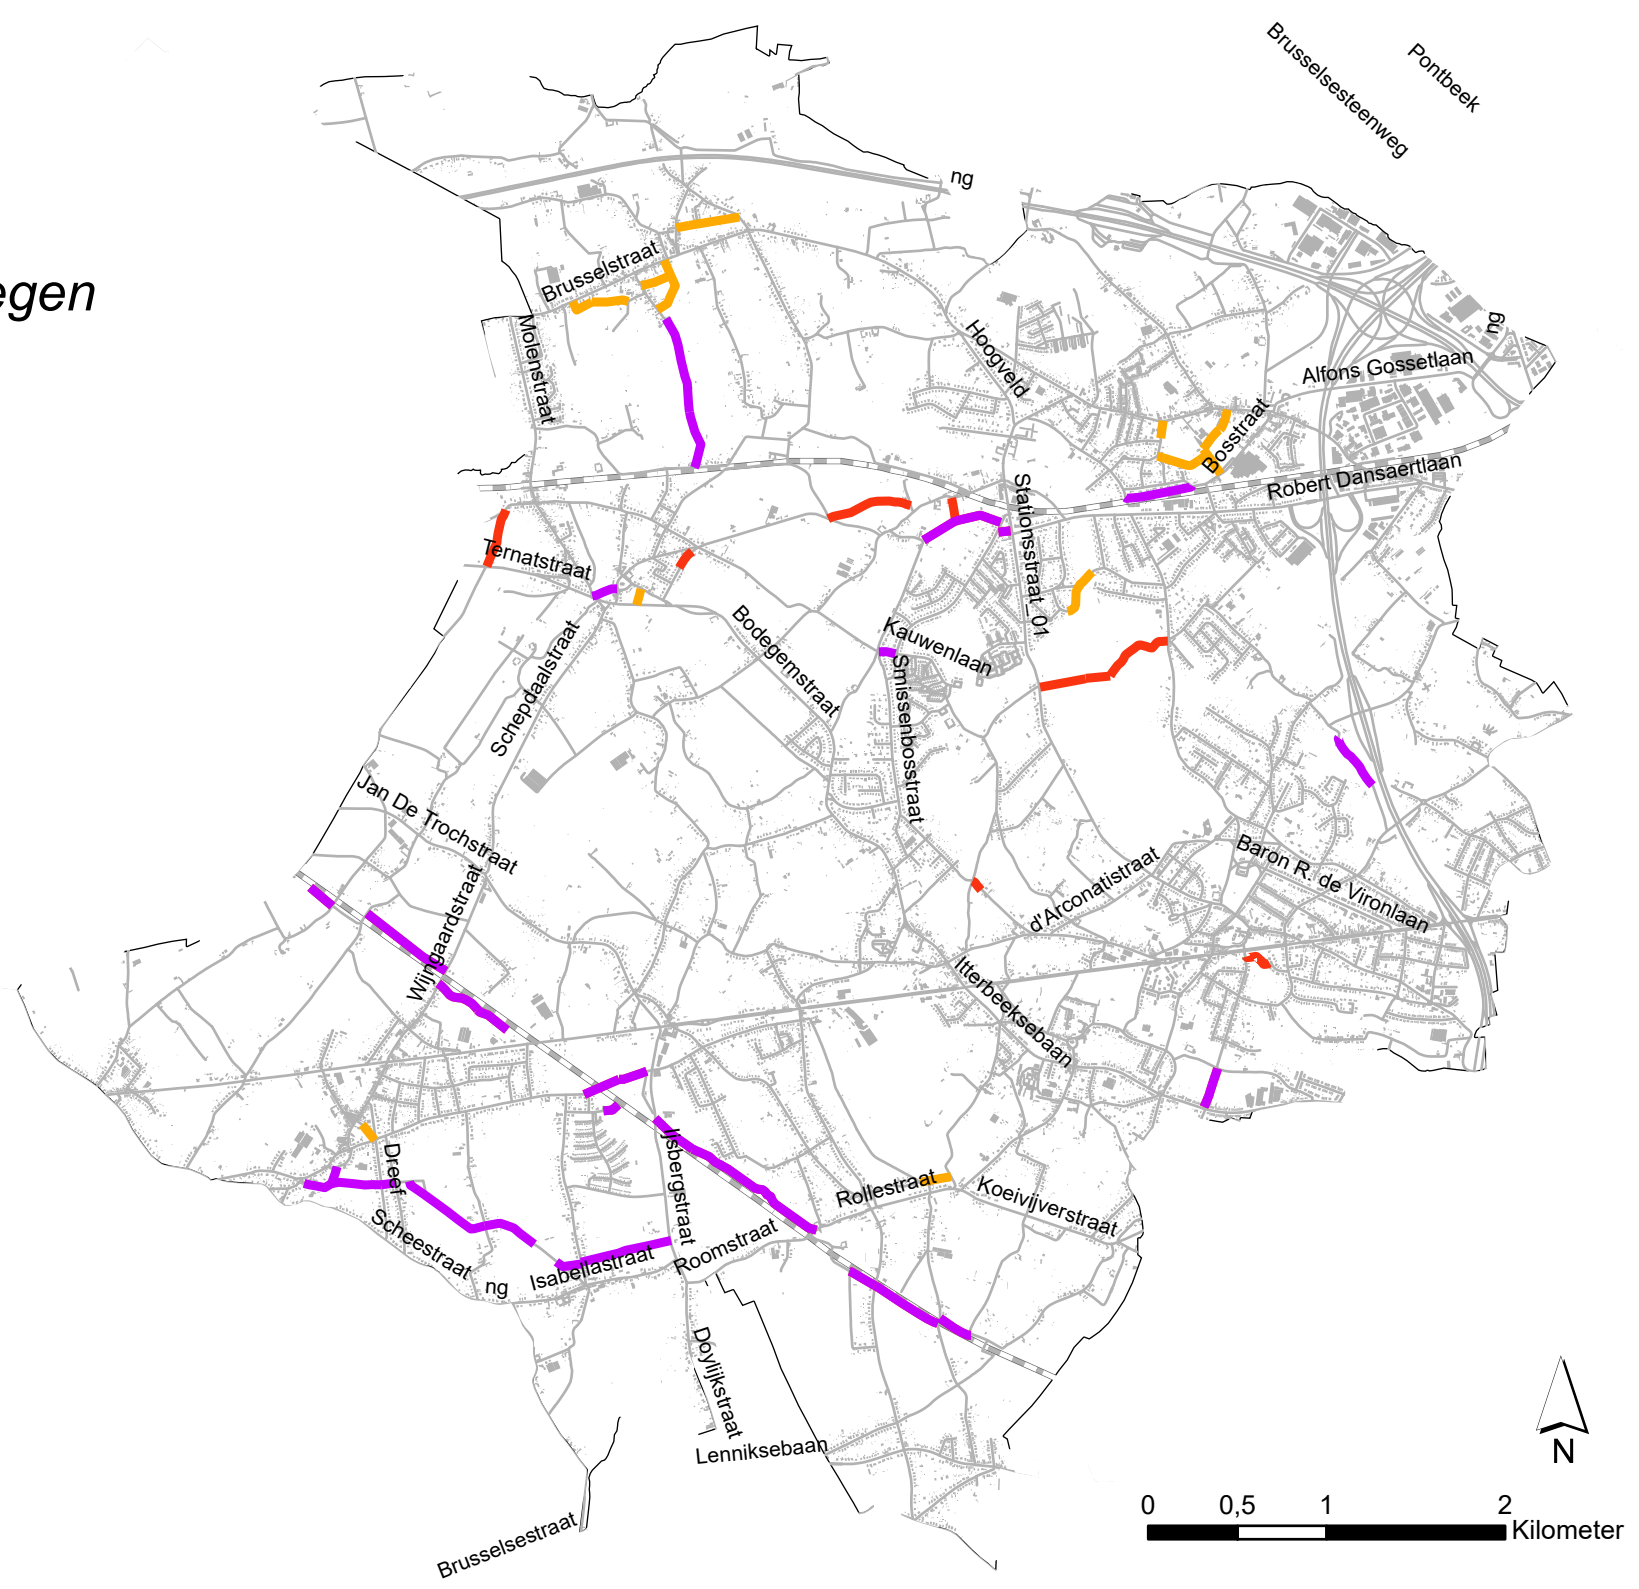 Brusselsesteenweg
Pontbeek
ng
egen
Brusselstraat
Molenstraat
Hoogveld
ng
Alfons Gossetlaan
Bosstraat
Robert Dansaertlaan
Stationsstraat_01
Ternatstraat
Bodegemstraat
Kauwenlaan
Schepdaalstraat
Smissenbosstraat
Jan De Trochstraat
Baron R. de Vironlaan
d'Arconatistraat
Wijngaardstraat
Itterbeeksebaan
Dreef
Ijsbergstraat
Rollestraat
Koeivijverstraat
Scheestraat
Roomstraat
ng
Isabellastraat
Doylijkstraat
Lenniksebaan
Brusselsestraat
N
0 0,5 1 2
Kilometer